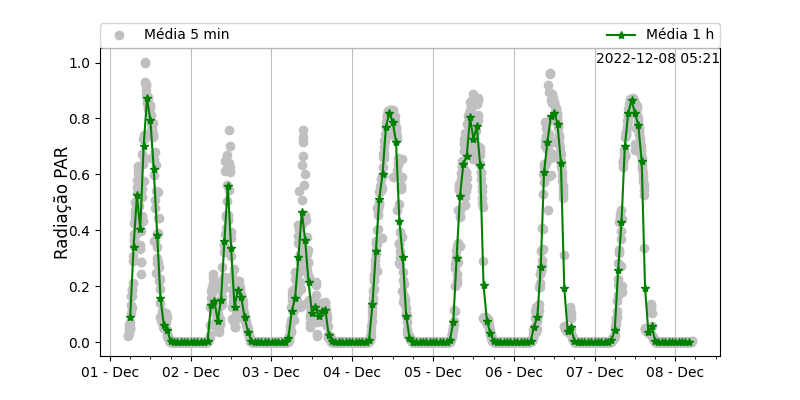 Média 5 min
Média 1 h
2022-12-08 05:21
Radiação PAR
1.0
0.8
0.6
0.4
0.2
0.0
01 - Dec 02 - Dec 03 - Dec 04 - Dec 05 - Dec 06 - Dec 07 - Dec 08 - Dec